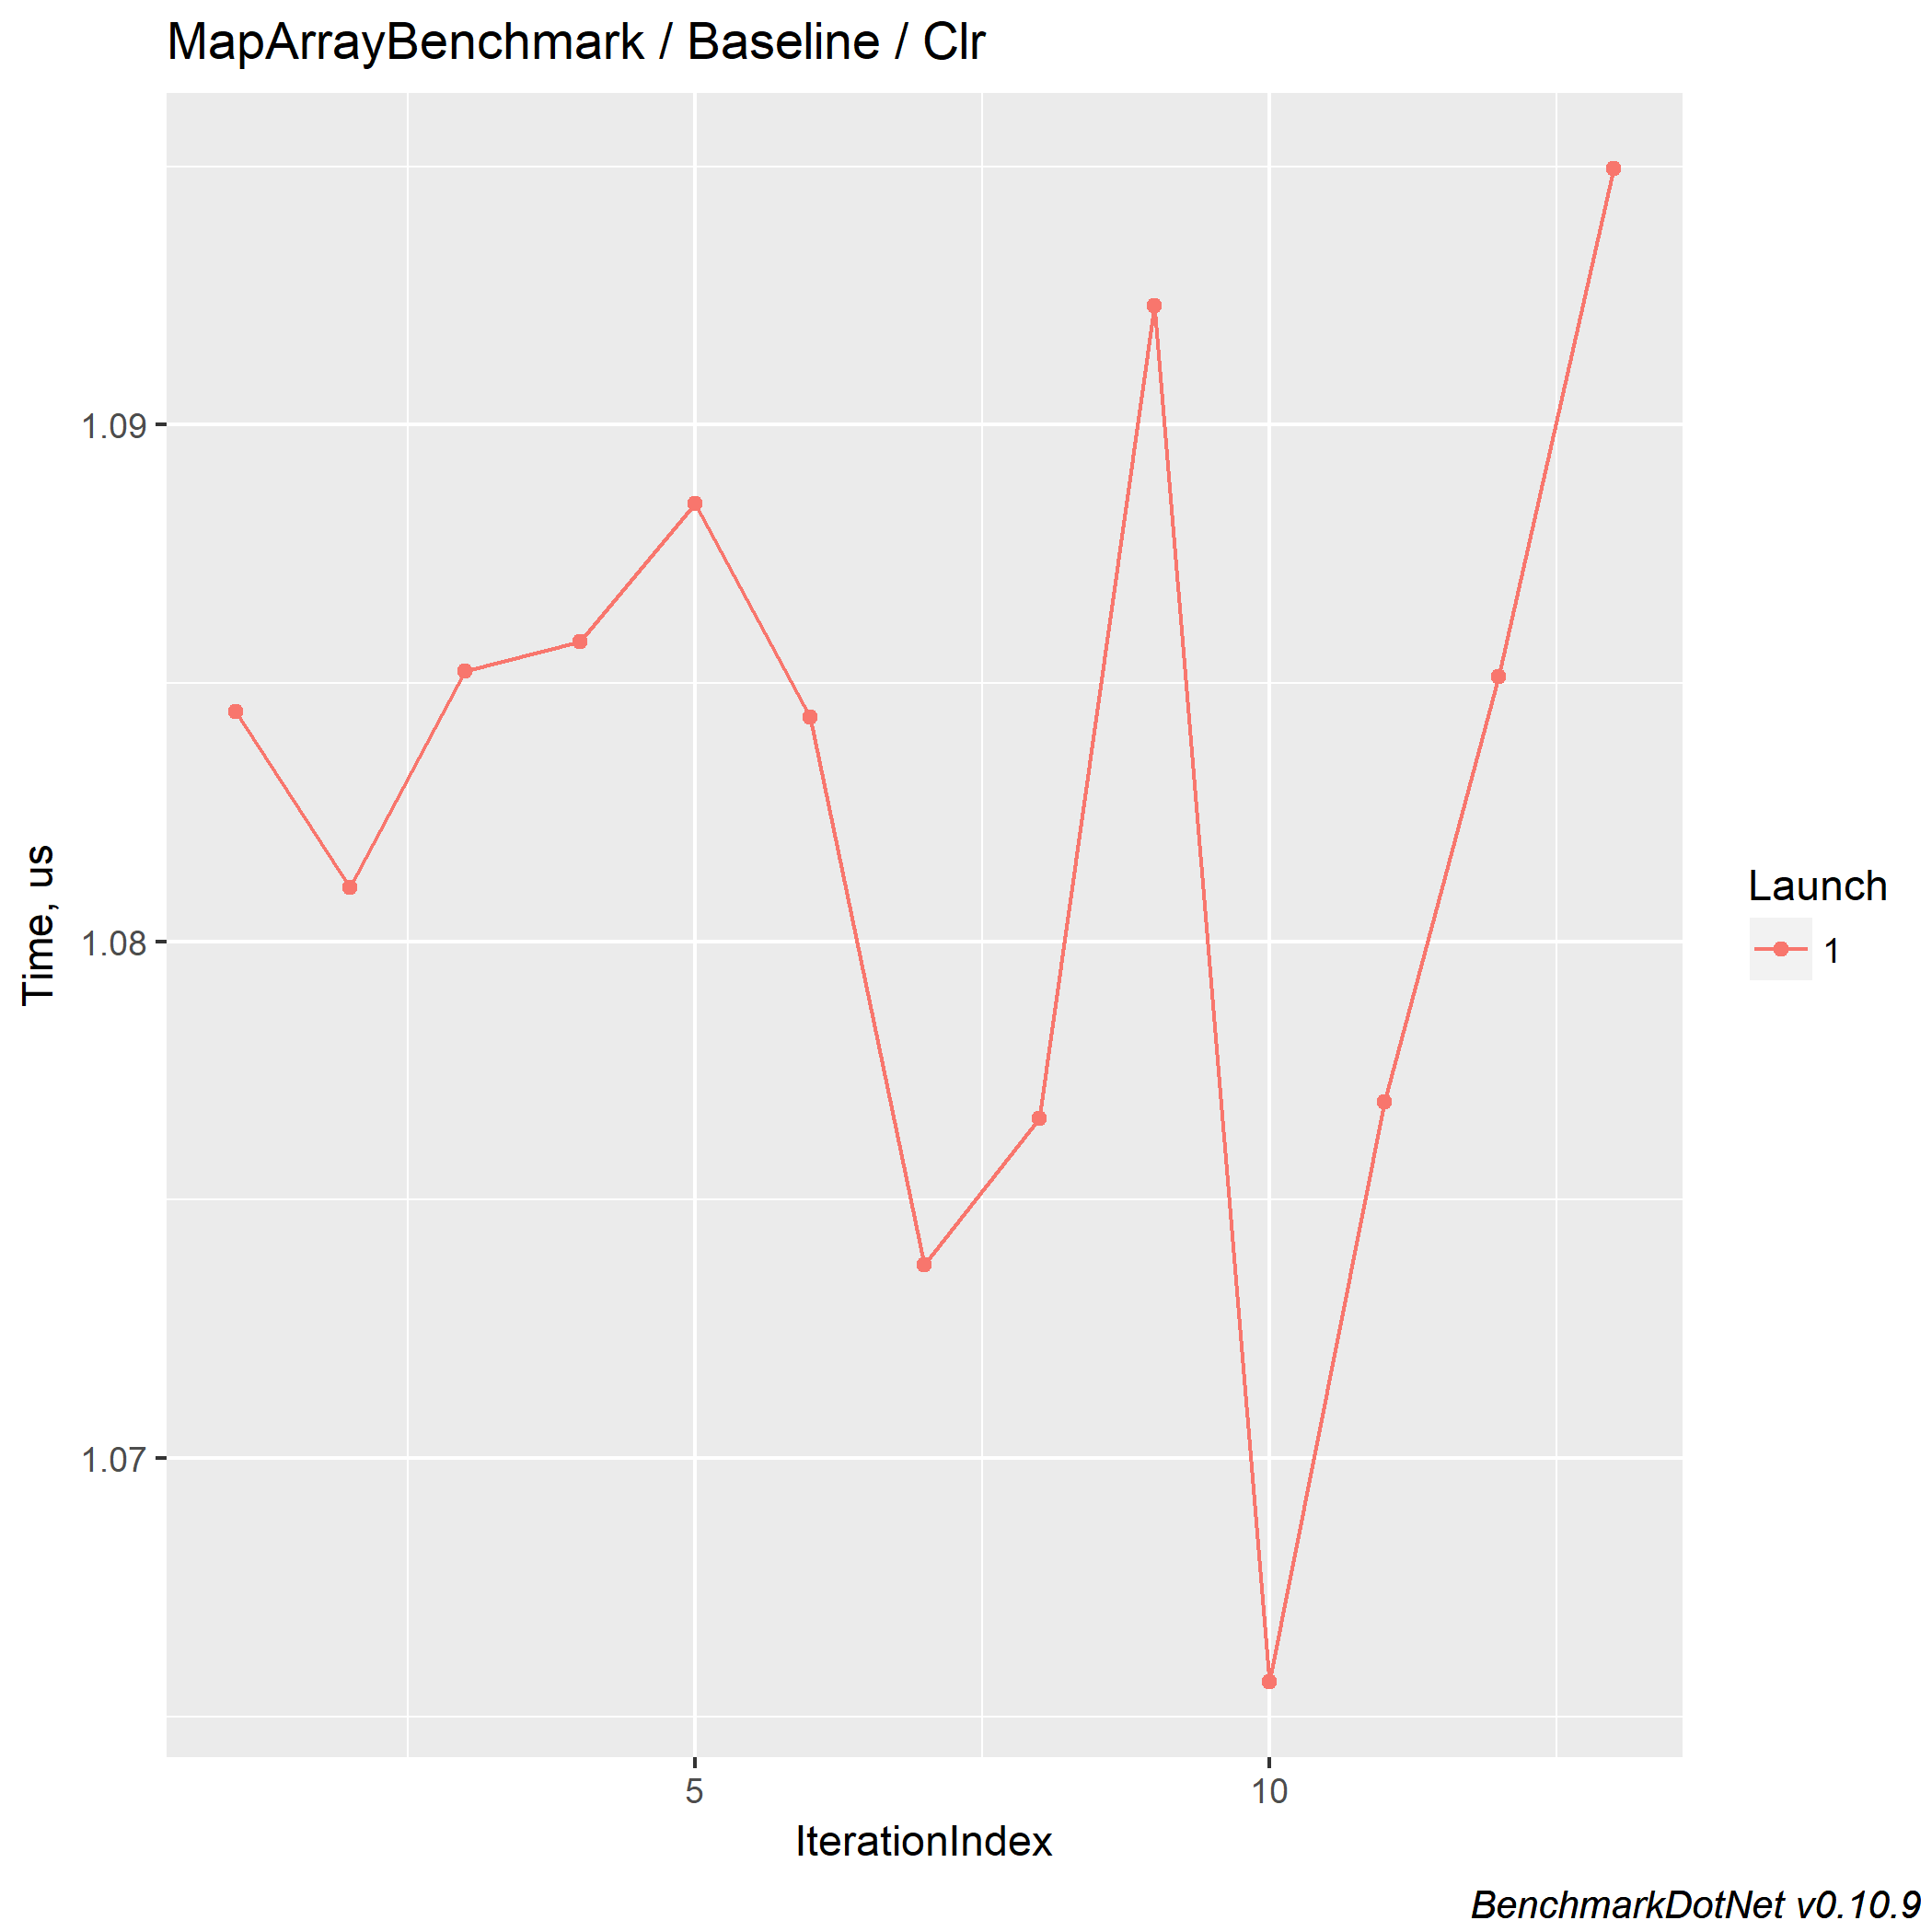 MapArrayBenchmark / Baseline / Clr
1.09
1.08
1.07
Time, us
5
10
IterationIndex
Launch
1
BenchmarkDotNet v0.10.9